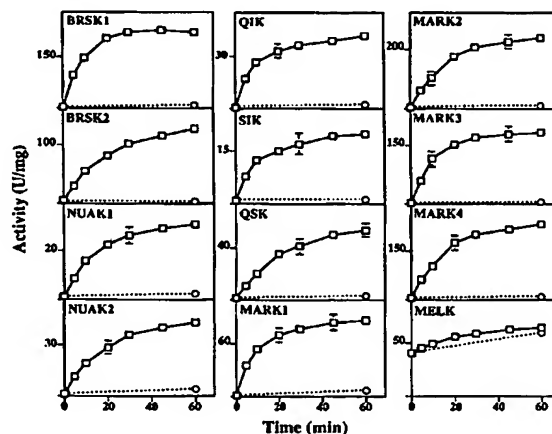 Activity (U/mg)
BRSK1
150
QIK
30
MARK2
200
BRSK2
100
SIK
15
MARK3
150
NUAK1
20
QSK
40
MARK4
150
NUAK2
30
MARK1
60
MELK
50
0 20 40 60
0 20 40 60
0 20 40 60
Time (min)